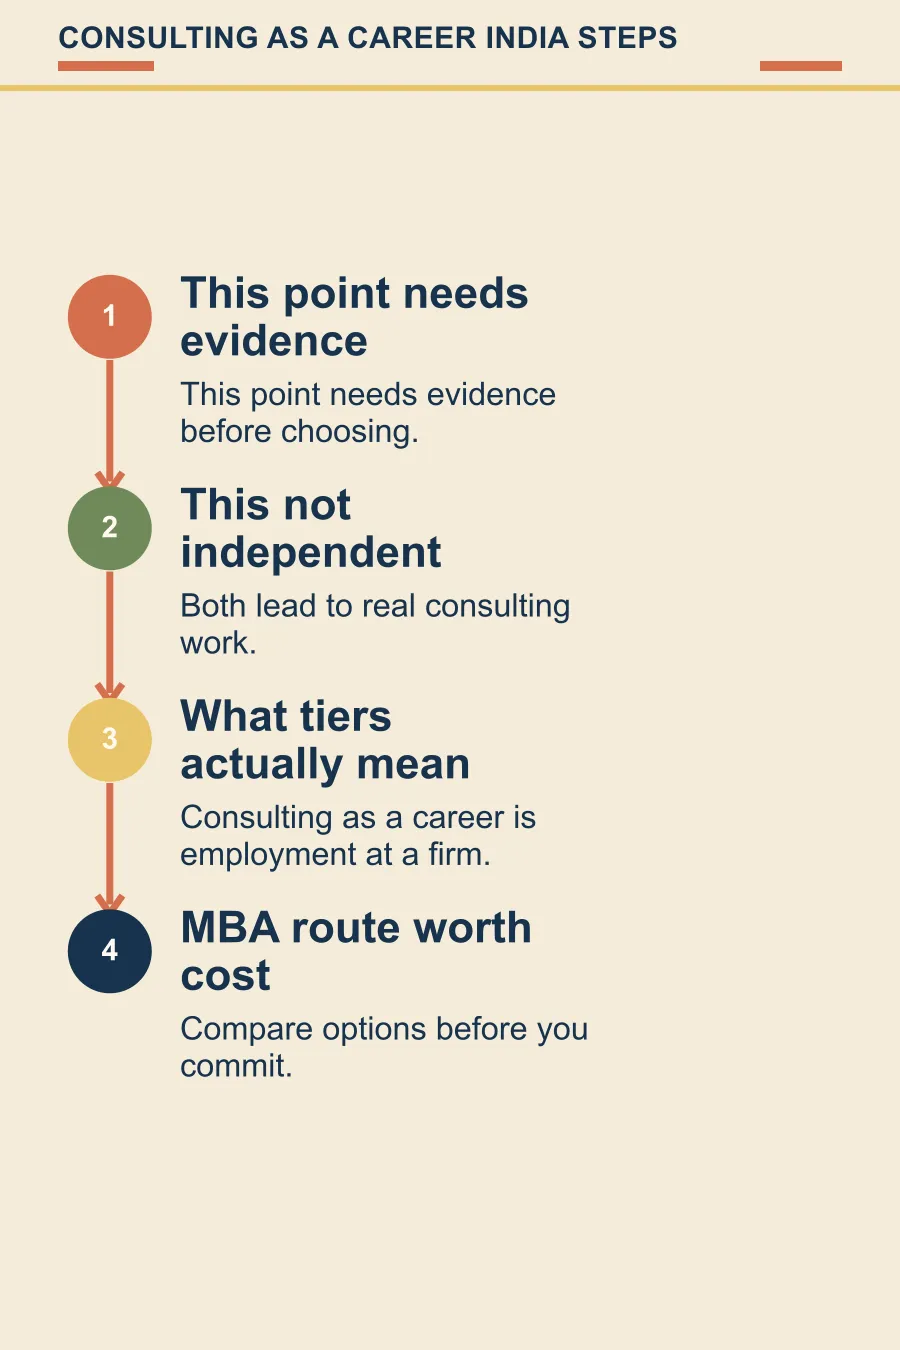 CONSULTING AS A CAREER INDIA STEPS
1
This point needs
evidence
This point needs evidence
before choosing.
2
This not
independent
Both lead to real consulting
work.
3
What tiers
actually mean
Consulting as a career is
employment at a firm.
4
MBA route worth
cost
Compare options before you
commit.